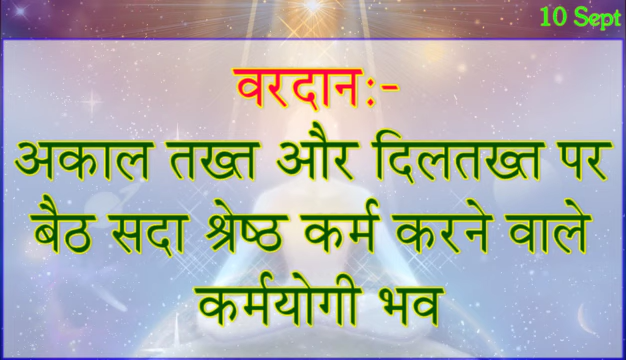 10 Sept
वरदान:-
अकाल तख्त और दिलतख्त पर
बैठ सदा श्रेष्ठ कर्म करने वाले
कर्मयोगी भव